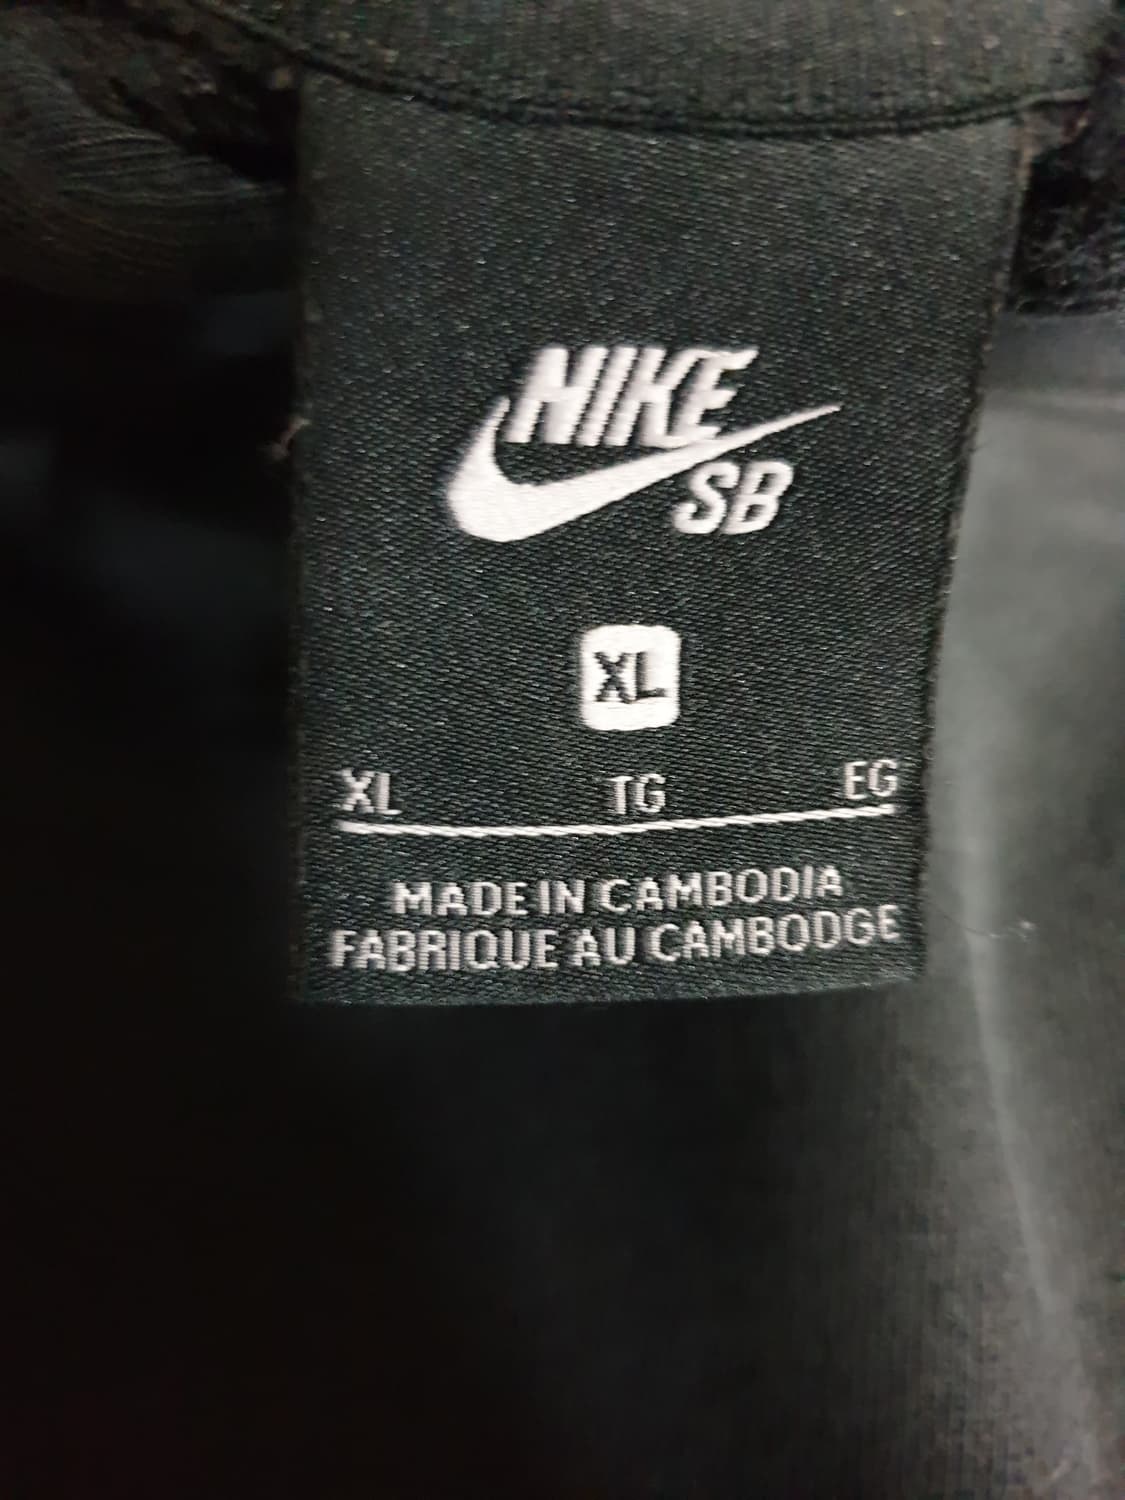 NIKE
SB
XL
XL TG EG
MADE IN CAMBODIA
FABRIQUE AU CAMBODGE